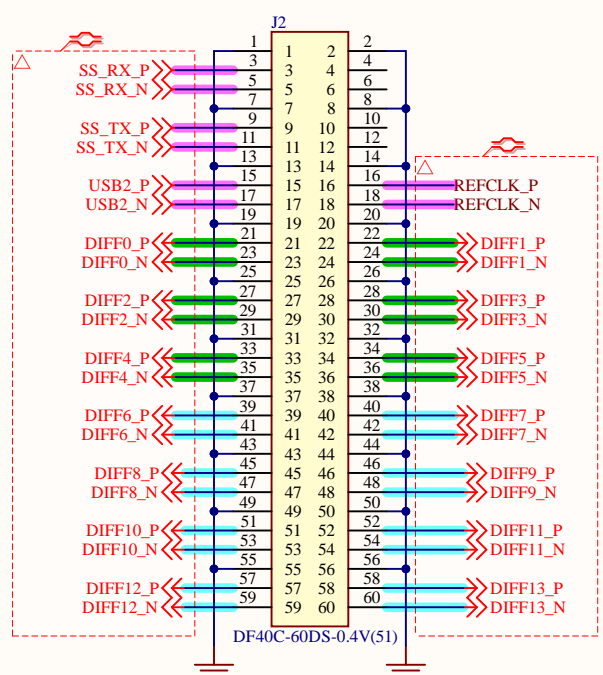 J2
1 1 2 2
SS_RX_P 3 3 4 4
SS_RX_N 5 5 6 6
7 7 8 8
SS_TX_P 9 9 10 10
SS_TX_N 11 11 12 12
13 13 14 14
USB2_P 15 15 16 16 REFCLK_P
USB2_N 17 17 18 18 REFCLK_N
19 19 20 20
DIFF0_P 21 21 22 22 DIFF1_P
DIFF0_N 23 23 24 24 DIFF1_N
25 25 26 26
DIFF2_P 27 27 28 28 DIFF3_P
DIFF2_N 29 29 30 30 DIFF3_N
31 31 32 32
DIFF4_P 33 33 34 34 DIFF5_P
DIFF4_N 35 35 36 36 DIFF5_N
37 37 38 38
DIFF6_P 39 39 40 40 DIFF7_P
DIFF6_N 41 41 42 42 DIFF7_N
43 43 44 44
DIFF8_P 45 45 46 46 DIFF9_P
DIFF8_N 47 47 48 48 DIFF9_N
49 49 50 50
DIFF10_P 51 51 52 52 DIFF11_P
DIFF10_N 53 53 54 54 DIFF11_N
55 55 56 56
DIFF12_P 57 57 58 58 DIFF13_P
DIFF12_N 59 59 60 60 DIFF13_N
DF40C-60DS-0.4V(51)